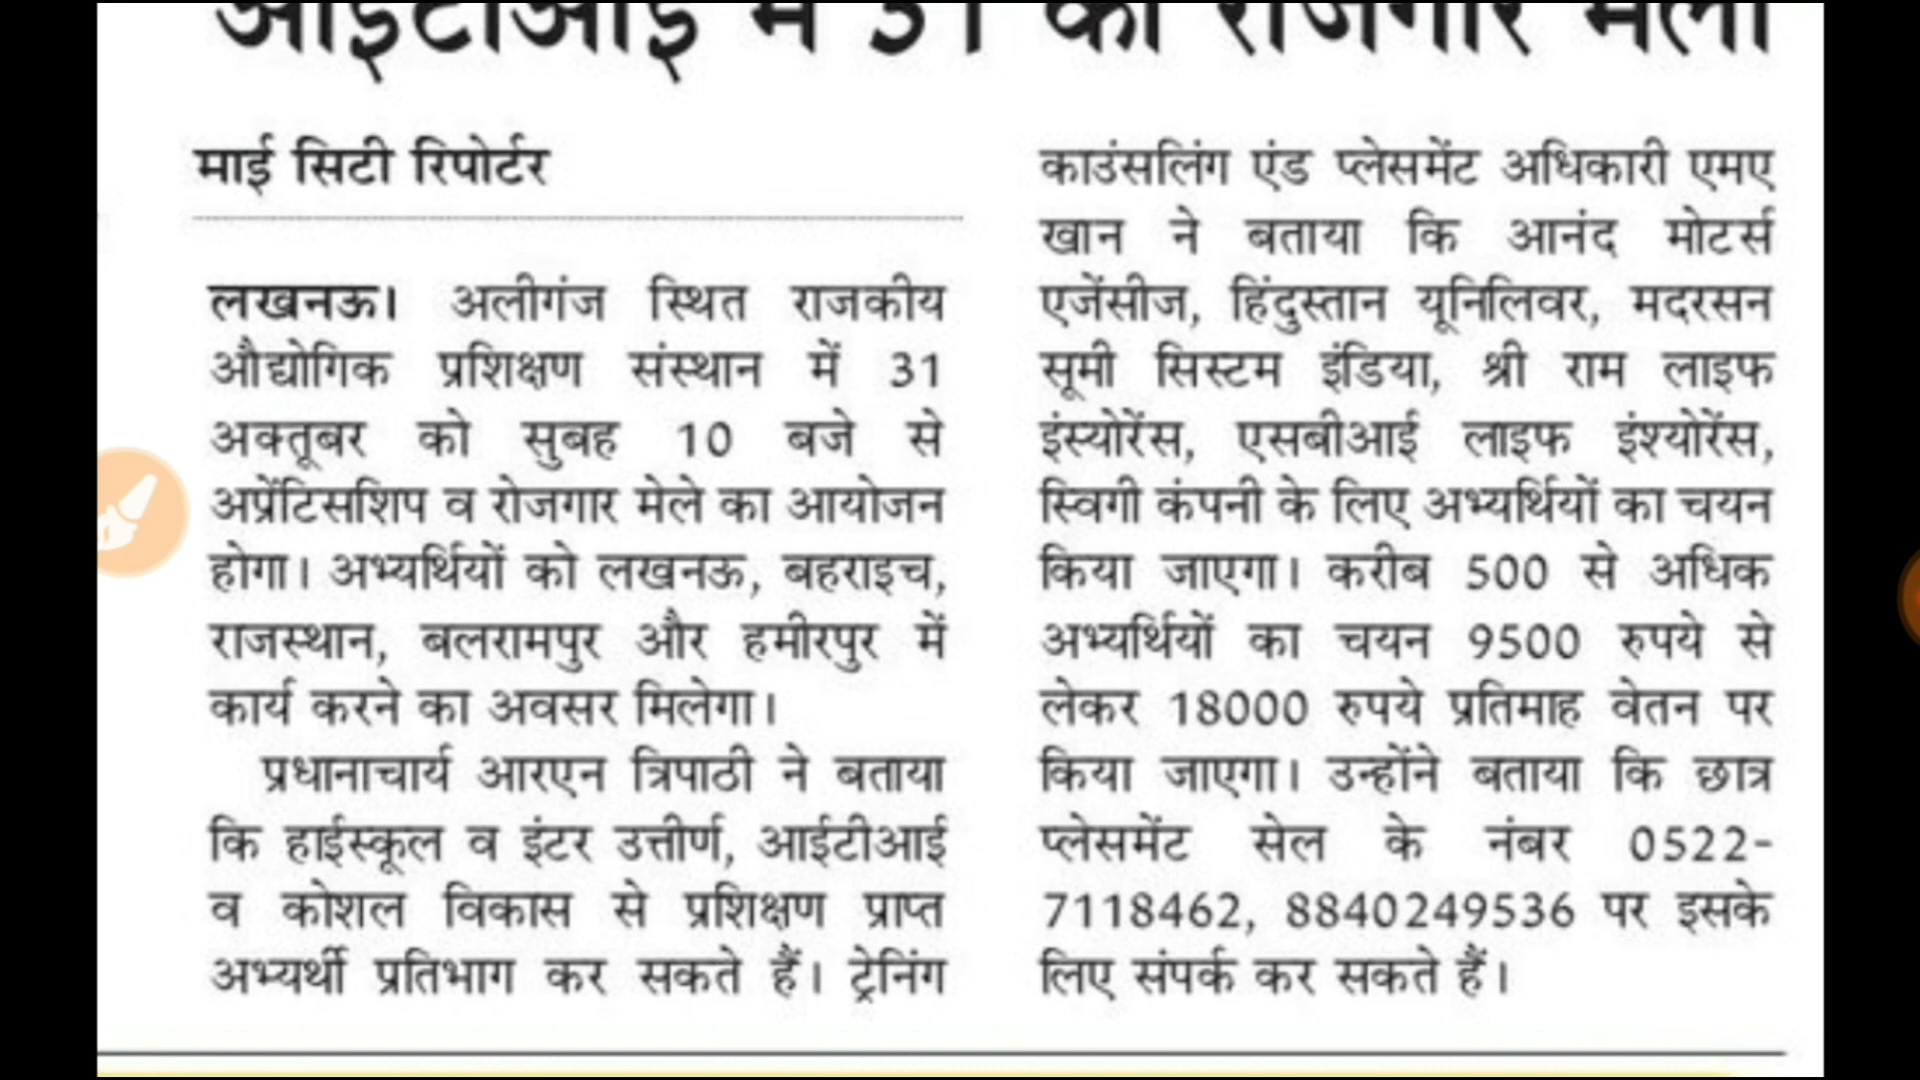 आईटीआई में 31 को रोजगार मेला
माई सिटी रिपोर्टर
लखनऊ। अलीगंज स्थित राजकीय
औद्योगिक प्रशिक्षण संस्थान में 31
अक्तूबर को सुबह 10 बजे से
अप्रेंटिसशिप व रोजगार मेले का आयोजन
होगा। अभ्यर्थियों को लखनऊ, बहराइच,
राजस्थान, बलरामपुर और हमीरपुर में
कार्य करने का अवसर मिलेगा।
प्रधानाचार्य आरएन त्रिपाठी ने बताया
कि हाईस्कूल व इंटर उत्तीर्ण, आईटीआई
व कोशल विकास से प्रशिक्षण प्राप्त
अभ्यर्थी प्रतिभाग कर सकते हैं। ट्रेनिंग
काउंसलिंग एंड प्लेसमेंट अधिकारी एमए
खान ने बताया कि आनंद मोटर्स
एजेंसीज, हिंदुस्तान यूनिलिवर, मदरसन
सूमी सिस्टम इंडिया, श्री राम लाइफ
इंस्योरेंस, एसबीआई लाइफ इंश्योरेंस,
स्विगी कंपनी के लिए अभ्यर्थियों का चयन
किया जाएगा। करीब 500 से अधिक
अभ्यर्थियों का चयन 9500 रुपये से
लेकर 18000 रुपये प्रतिमाह वेतन पर
किया जाएगा। उन्होंने बताया कि छात्र
प्लेसमेंट सेल के नंबर 0522-
7118462, 8840249536 पर इसके
लिए संपर्क कर सकते हैं।